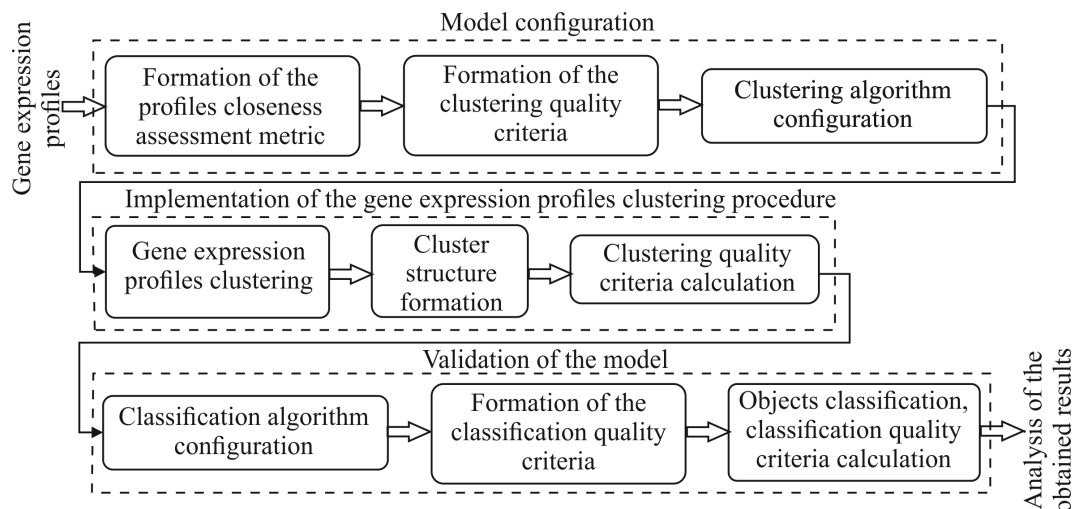 Model configuration
Gene expression
profiles
Formation of the
profiles closeness
assessment metric
Formation of the
clustering quality
criteria
Clustering algorithm
configuration
Implementation of the gene expression profiles clustering procedure
Gene expression
profiles clustering
Cluster
structure
formation
Clustering quality
criteria calculation
Validation of the model
Classification algorithm
configuration
Formation of the
classification quality
criteria
Objects classification,
classification quality
criteria calculation
Analysis of the
obtained results